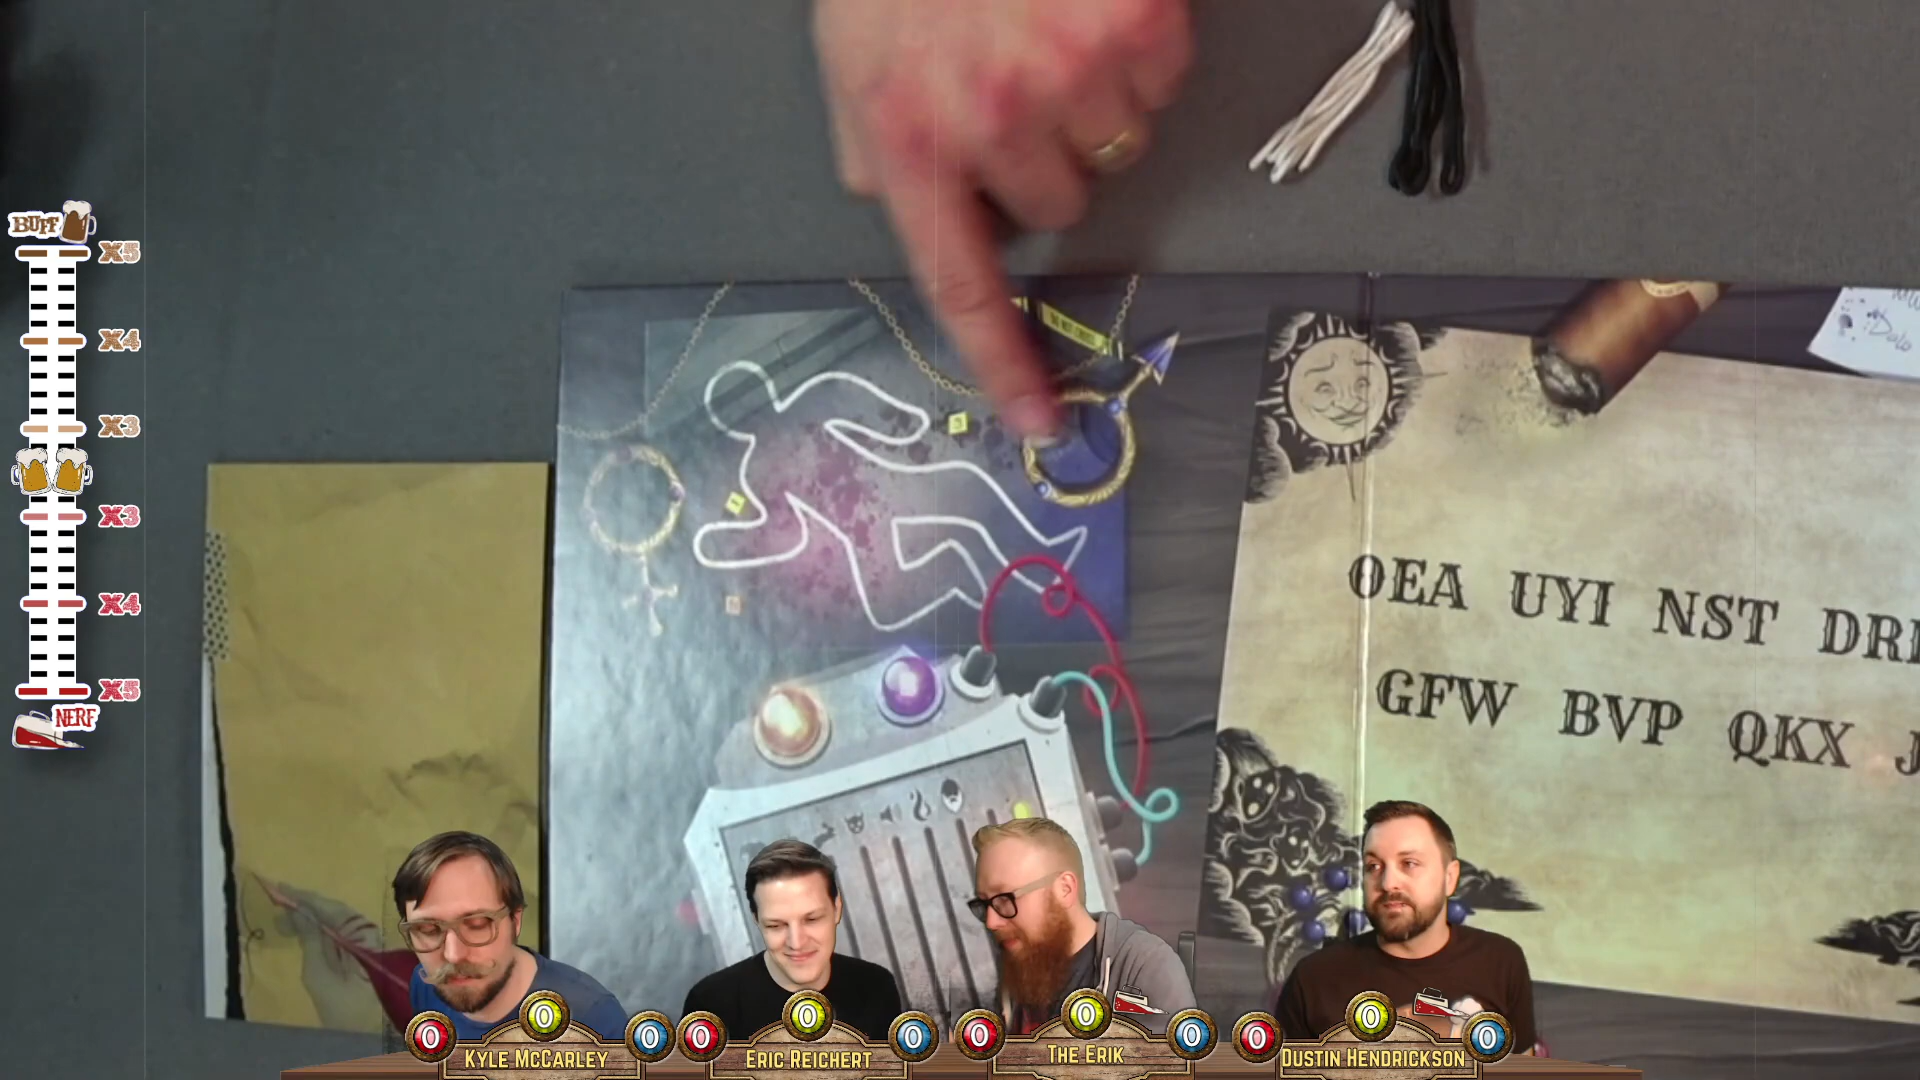 BUFF
X5
X4
X3
X3
X4
X5
NERF
OEA UYI NST
GFW BVP QKX
0 0 0
KYLE MCCARLEY
0 0 0
ERIC REICHERT
0 0 0
THE ERIK
0 0 0
DUSTIN HENDRICKSON